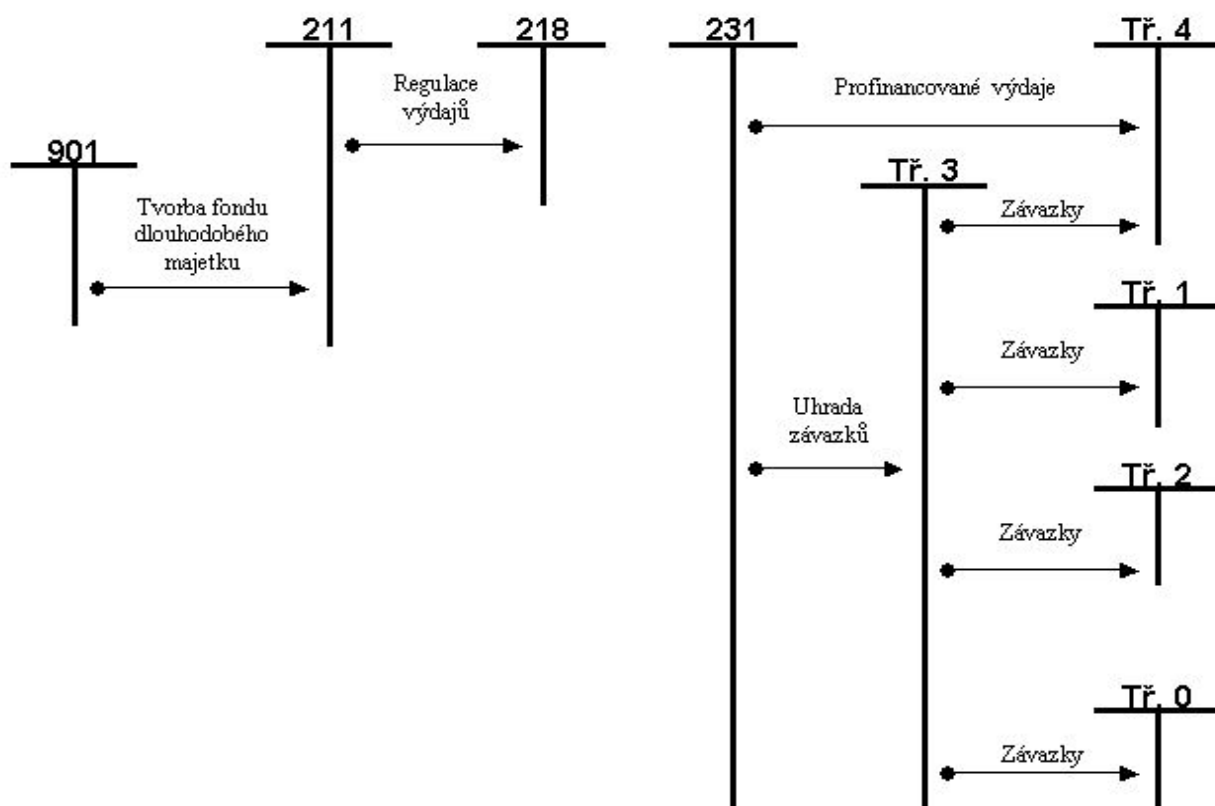 211
218
231
Tř. 4
Regulace
výdajů
Profinancované výdaje
901
Tř. 3
Tvorba fondu
dlouhodobého
majetku
Závazky
Tř. 1
Závazky
Uhrada
závazků
Tř. 2
Závazky
Tř. 0
Závazky